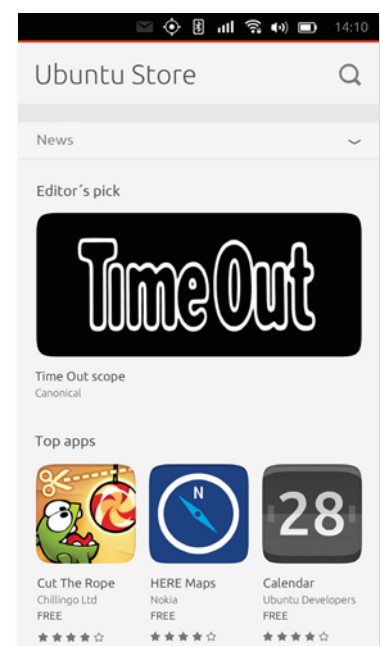 14:10
Ubuntu Store
News
Editor´s pick
Time Out
Time Out scope
Canonical
Top apps
N
28
Cut The Rope HERE Maps Calendar
Chillingo Ltd Nokia Ubuntu Developers
FREE FREE FREE